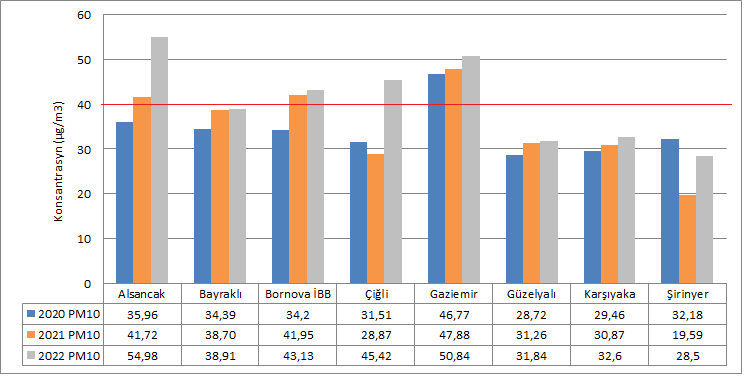 60
50
40
30
20
10
0
Konsantrasyn (µg/m3)
Alsancak Bayraklı Bornova İBB Çiğli Gaziemir Güzelyalı Karşıyaka Şirinyer
2020 PM10 35,96 34,39 34,2 31,51 46,77 28,72 29,46 32,18
2021 PM10 41,72 38,70 41,95 28,87 47,88 31,26 30,87 19,59
2022 PM10 54,98 38,91 43,13 45,42 50,84 31,84 32,6 28,5